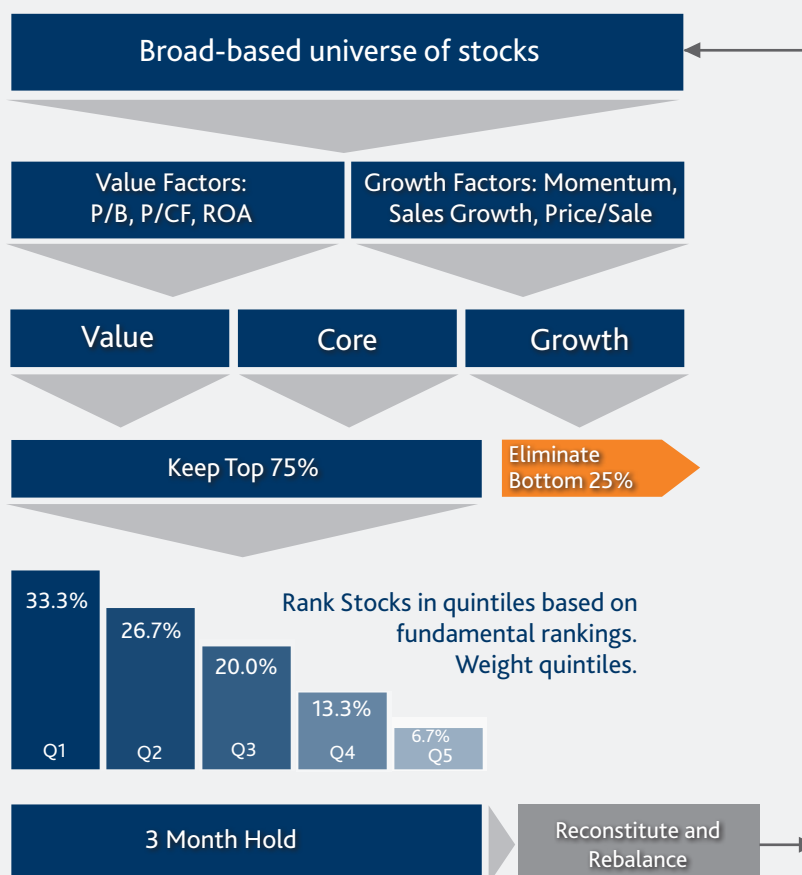 Broad-based universe of stocks
Value Factors:
P/B, P/CF, ROA
Growth Factors: Momentum,
Sales Growth, Price/Sale
Value
Core
Growth
Keep Top 75%
Eliminate
Bottom 25%
Rank Stocks in quintiles based on
fundamental rankings.
Weight quintiles.
33.3%
Q1
26.7%
Q2
20.0%
Q3
13.3%
Q4
6.7%
Q5
3 Month Hold
Reconstitute and
Rebalance